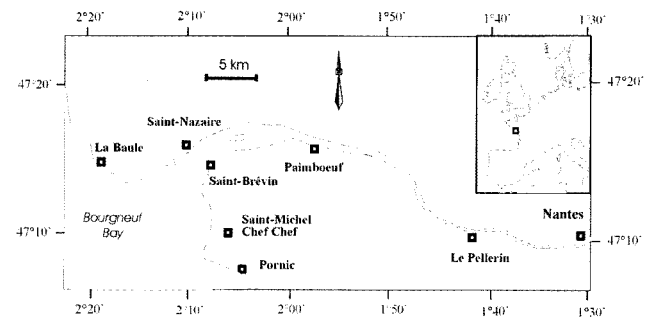 2°20' 2°10' 2°00' 1°50' 1°40' 1°30'
47°20' 47°20'
5 km
Saint-Nazaire
La Baule
Paimboeuf
Saint-Brévin
Bourgneuf
Bay
Saint-Michel
Chef Chef
Nantes
47°10' 47°10'
Le Pellerin
Pornic
2°20' 2°10' 2°00' 1°50' 1°40' 1°30'